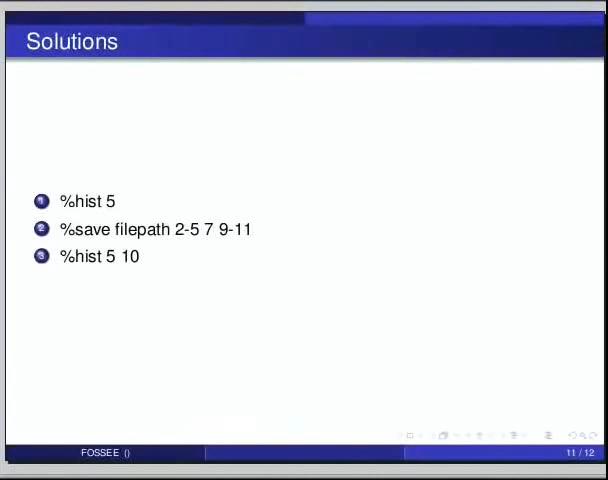 Solutions
1 %hist 5
2 %save filepath 2-5 7 9-11
3 %hist 5 10
FOSSEE ()
11 / 12